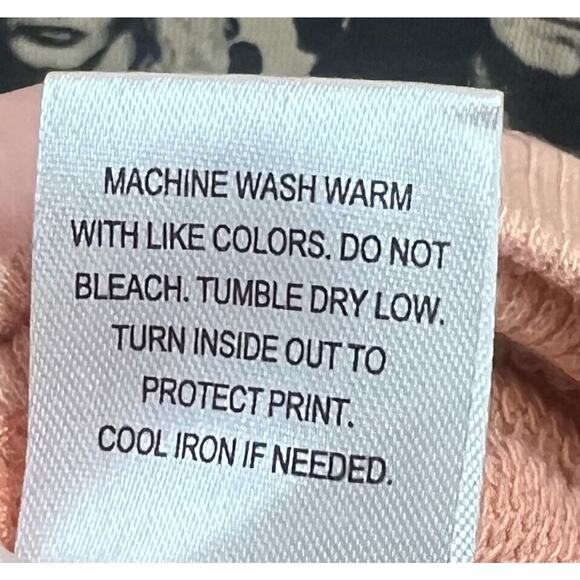 MACHINE WASH WARM
WITH LIKE COLORS. DO NOT
BLEACH. TUMBLE DRY LOW.
TURN INSIDE OUT TO
PROTECT PRINT.
COOL IRON IF NEEDED.